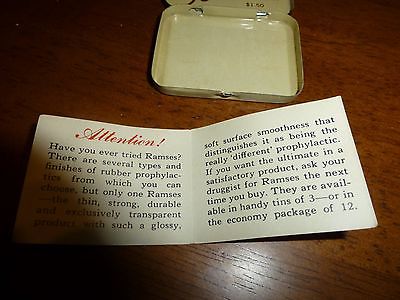 $1.50
Attention!
Have you ever tried Ramses?
There are several types and
finishes of rubber prophylac-
tics from which you can
choose, but only one Ramses
—the thin, strong, durable
and exclusively transparent
product with such a glossy,
soft surface smoothness that
distinguishes it as being the
really 'different' prophylactic.
If you want the ultimate in a
satisfactory product, ask your
druggist for Ramses the next
time you buy. They are avail-
able in handy tins of 3—or in
the economy package of 12.